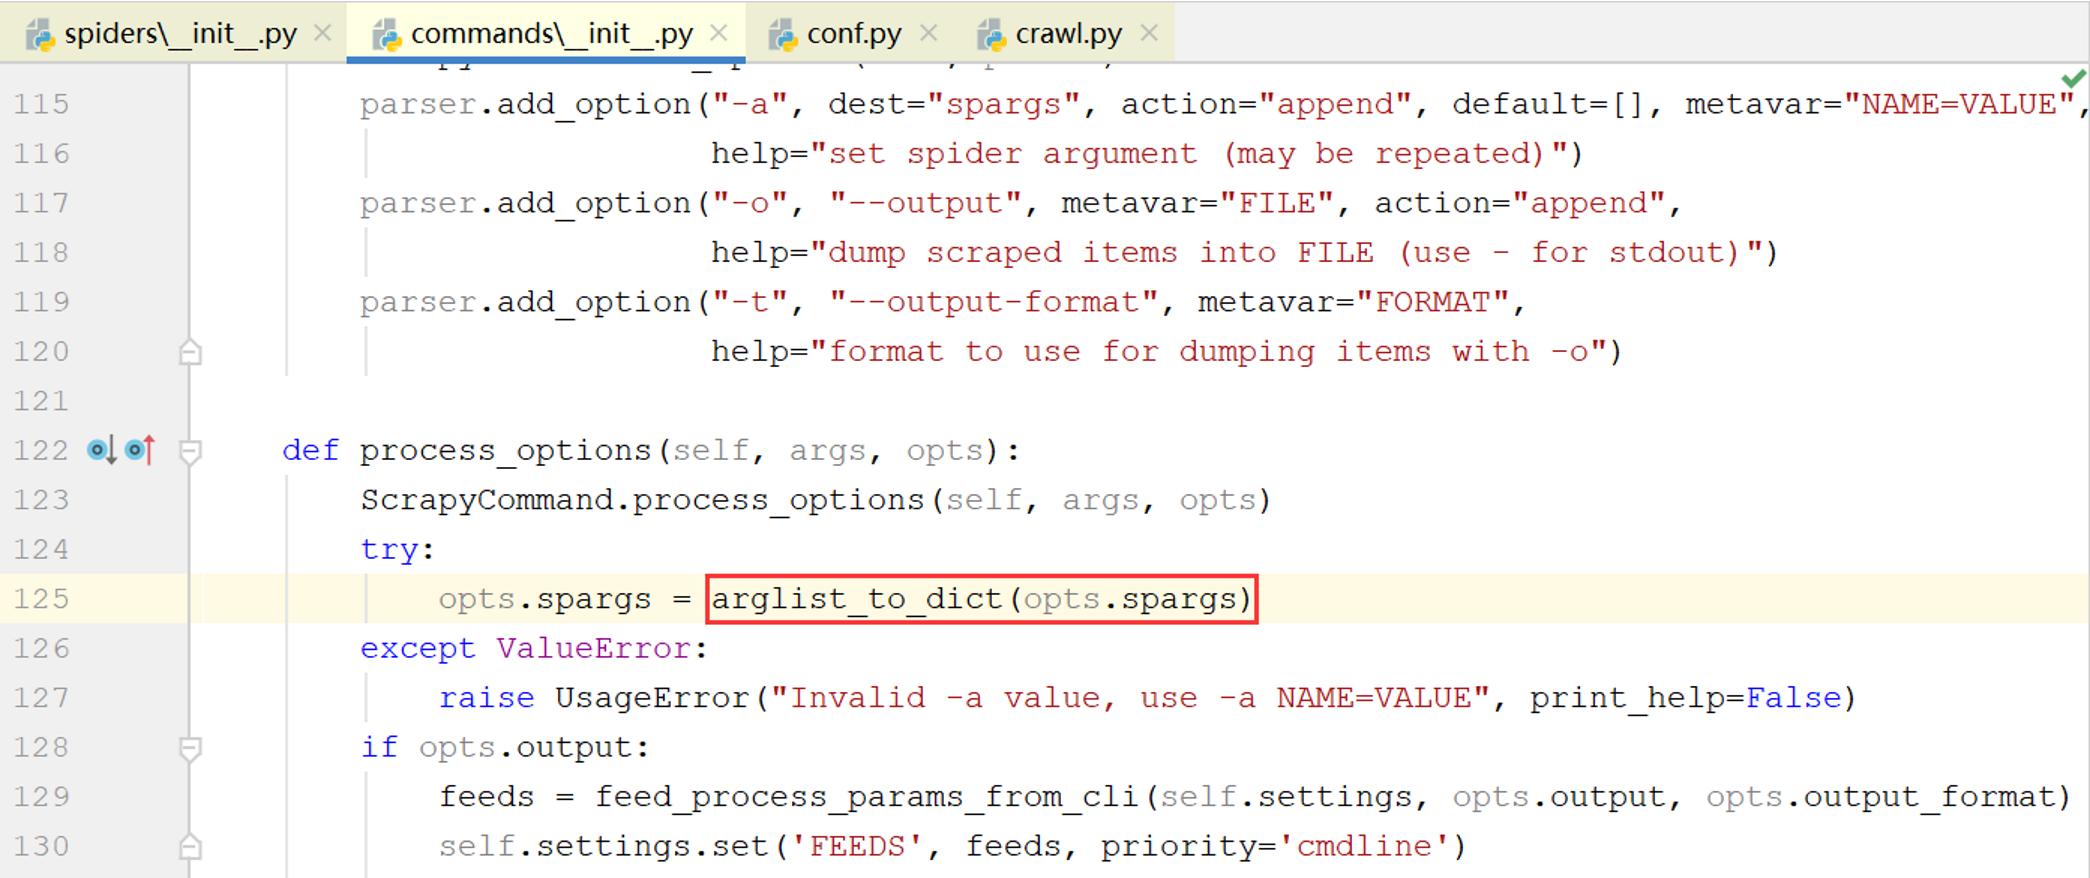 spiders\__init__.py commands\__init__.py conf.py crawl.py
115 parser.add_option("-a", dest="spargs", action="append", default=[], metavar="NAME=VALUE",
116 help="set spider argument (may be repeated)")
117 parser.add_option("-o", "--output", metavar="FILE", action="append",
118 help="dump scraped items into FILE (use - for stdout)")
119 parser.add_option("-t", "--output-format", metavar="FORMAT",
120 help="format to use for dumping items with -o")
121
122 def process_options(self, args, opts):
123 ScrapyCommand.process_options(self, args, opts)
124 try:
125 opts.spargs = arglist_to_dict(opts.spargs)
126 except ValueError:
127 raise UsageError("Invalid -a value, use -a NAME=VALUE", print_help=False)
128 if opts.output:
129 feeds = feed_process_params_from_cli(self.settings, opts.output, opts.output_format)
130 self.settings.set('FEEDS', feeds, priority='cmdline')